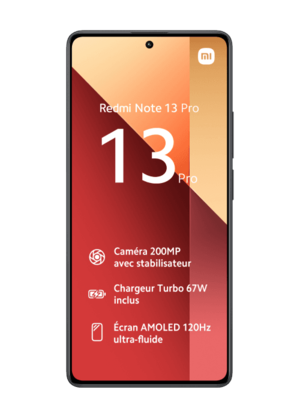 mi
Redmi Note 13 Pro
13 Pro
Caméra 200MP
avec stabilisateur
Chargeur Turbo 67W
inclus
Écran AMOLED 120Hz
ultra-fluide